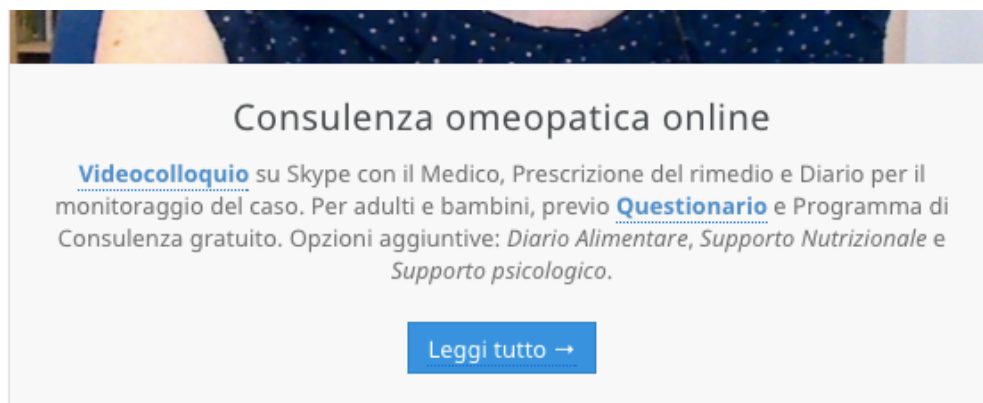 Consulenza omeopatica online
Videocolloquio su Skype con il Medico, Prescrizione del rimedio e Diario per il
monitoraggio del caso. Per adulti e bambini, previo Questionario e Programma di
Consulenza gratuito. Opzioni aggiuntive: Diario Alimentare, Supporto Nutrizionale e
Supporto psicologico.
Leggi tutto →